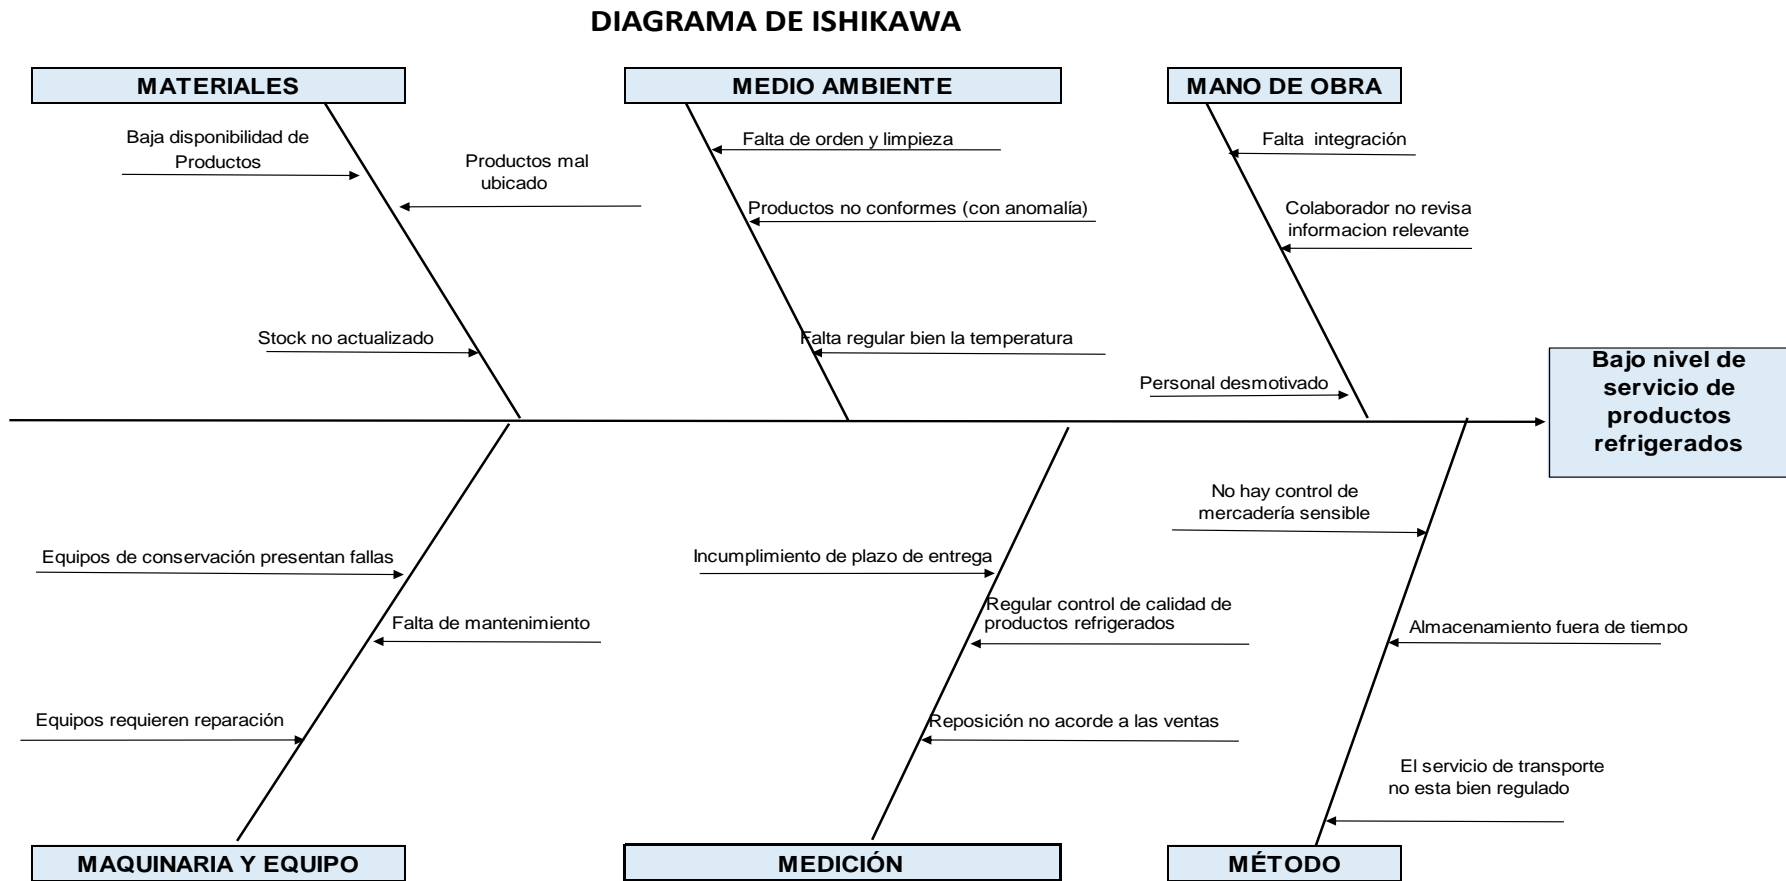 DIAGRAMA DE ISHIKAWA
MATERIALES
MEDIO AMBIENTE
MANO DE OBRA
Baja disponibilidad de
Productos
Productos mal
ubicado
Stock no actualizado
Falta de orden y limpieza
Productos no conformes (con anomalía)
Falta regular bien la temperatura
Falta integración
Colaborador no revisa
informacion relevante
Personal desmotivado
Bajo nivel de
servicio de
productos
refrigerados
Equipos de conservación presentan fallas
Falta de mantenimiento
Equipos requieren reparación
Incumplimiento de plazo de entrega
Regular control de calidad de
productos refrigerados
Reposición no acorde a las ventas
No hay control de
mercadería sensible
Almacenamiento fuera de tiempo
El servicio de transporte
no esta bien regulado
MAQUINARIA Y EQUIPO
MEDICIÓN
MÉTODO